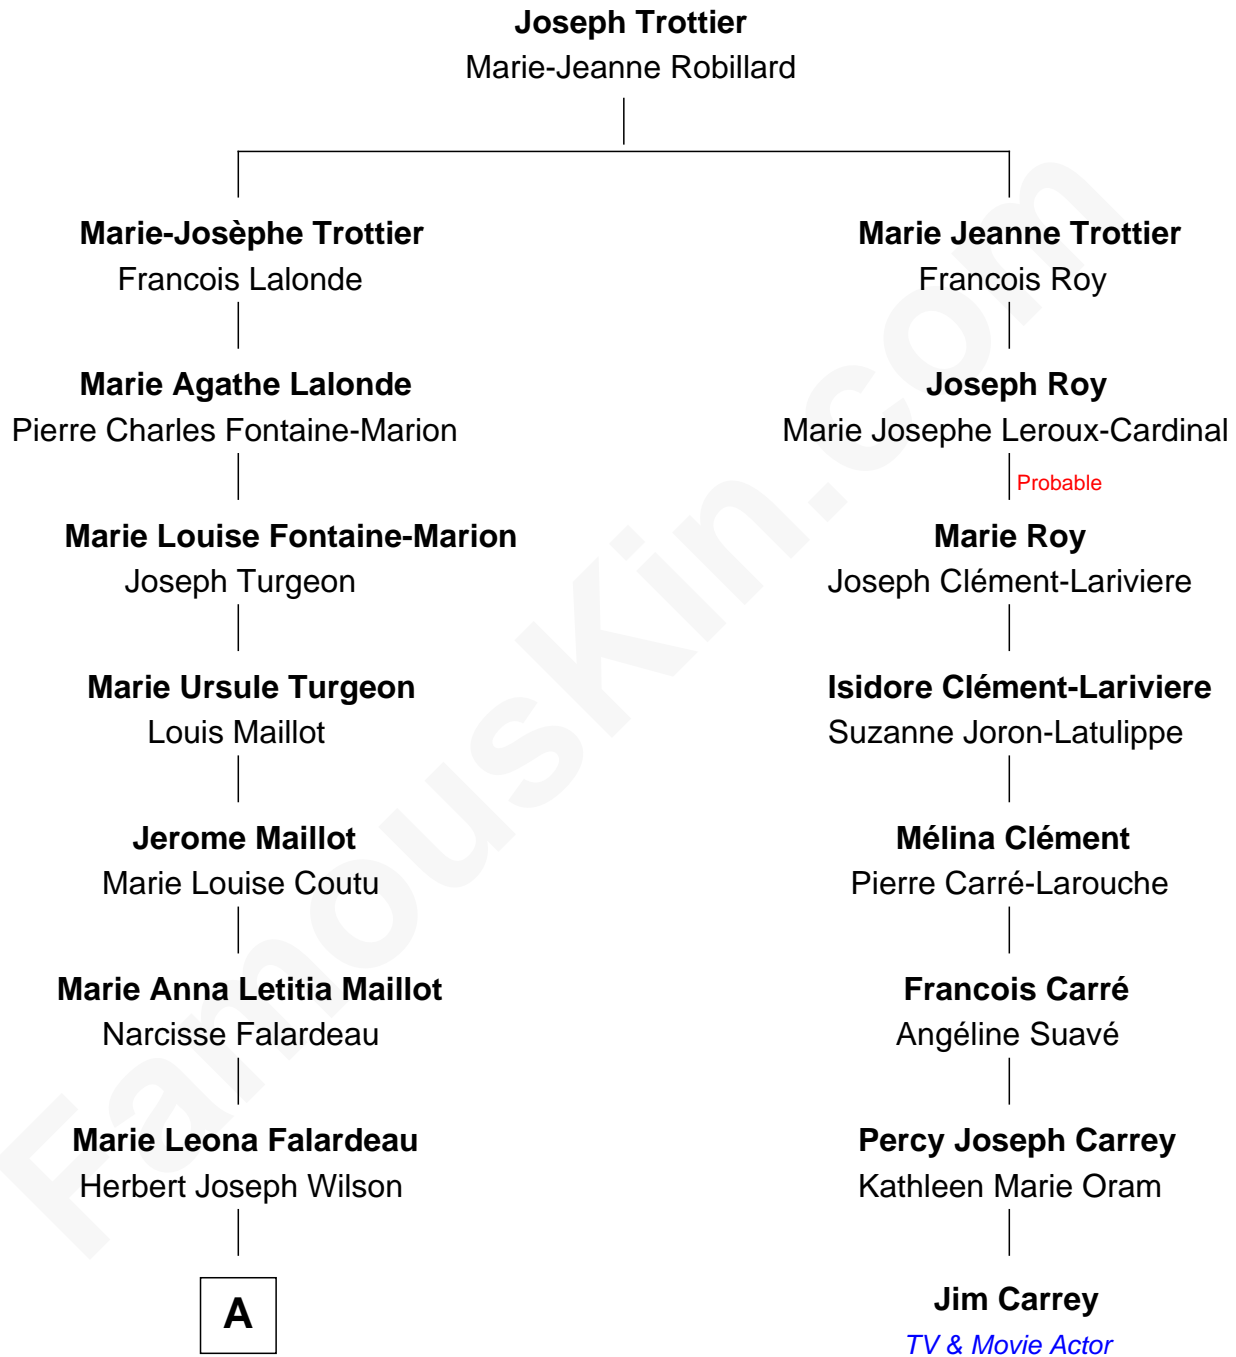 Joseph Trottier
Marie-Jeanne Robillard
Marie-Josèphe Trottier
Francois Lalonde
Marie Jeanne Trottier
Francois Roy
Marie Agathe Lalonde
Pierre Charles Fontaine-Marion
Joseph Roy
Marie Josephe Leroux-Cardinal
Probable
Marie Louise Fontaine-Marion
Joseph Turgeon
Marie Roy
Joseph Clément-Lariviere
Marie Ursule Turgeon
Louis Maillot
Isidore Clément-Lariviere
Suzanne Joron-Latulippe
Jerome Maillot
Marie Louise Coutu
Mélina Clément
Pierre Carré-Larouche
Marie Anna Letitia Maillot
Narcisse Falardeau
Francois Carré
Angéline Suavé
Marie Leona Falardeau
Herbert Joseph Wilson
Percy Joseph Carrey
Kathleen Marie Oram
A
Jim Carrey
TV & Movie Actor
FamousKin.com